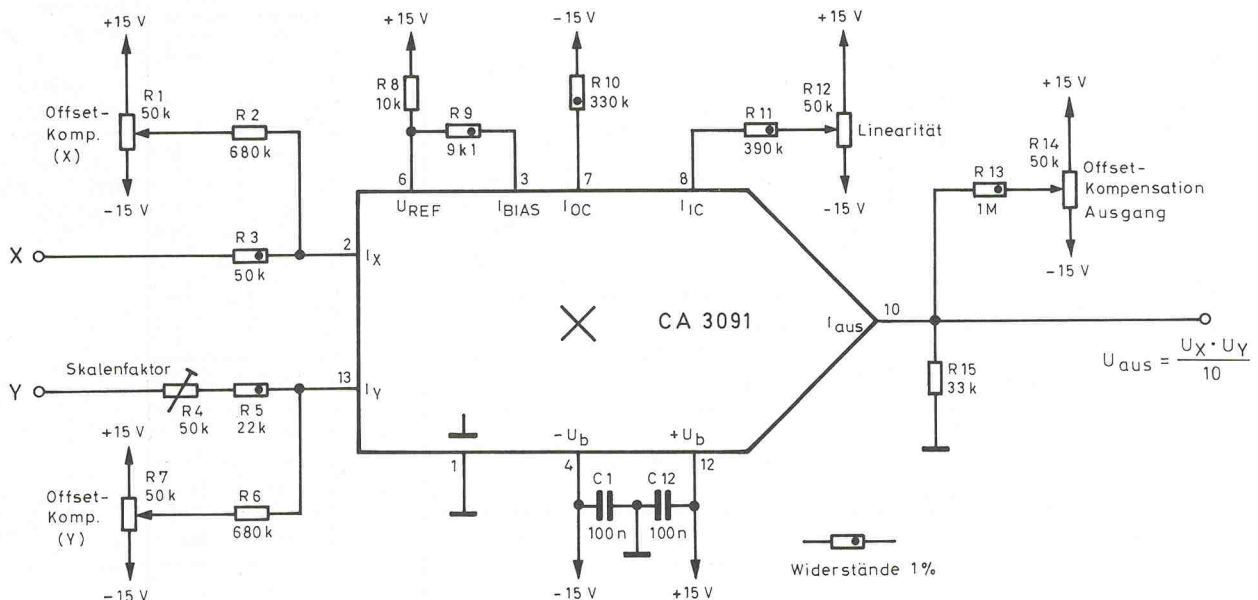 +15 V
R1
50k
Offset-
Komp.
(X)
-15 V
R2
680k
X
R3
50k
+15 V
R8
10k
R9
9k1
-15 V
R10
330k
+15 V
R12
50k
R11
390k
Linearität
-15 V
+15 V
R14
50k
Offset-
Kompensation
Ausgang
R13
1M
-15 V
6
3
7
8
U_REF
I_BIAS
I_OC
I_IC
2
I_X
CA 3091
10
I_aus
U_aus = U_X · U_Y / 10
R15
33k
Skalenfaktor
Y
R4
50k
R5
22k
13
I_Y
+15 V
R7
50k
Offset-
Komp.
(Y)
-15 V
R6
680k
1
-U_b
4
+U_b
12
C1
100n
C12
100n
-15 V
+15 V
Widerstände 1%